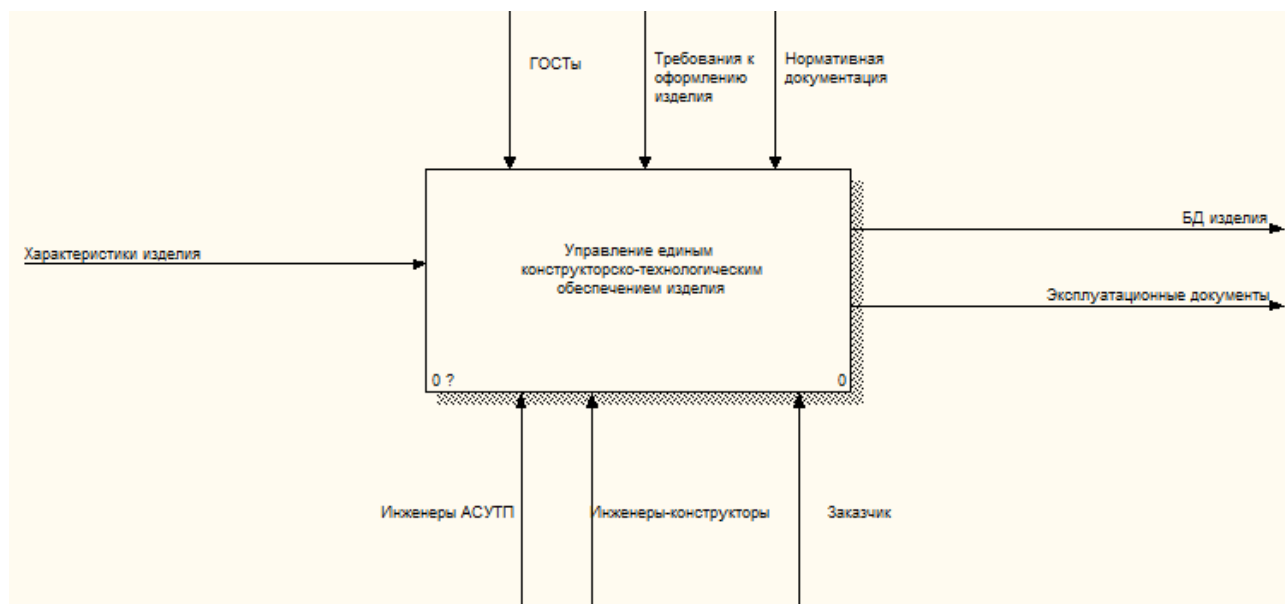 ГОСТы
Требования к
оформлению
изделия
Нормативная
документация
Характеристики изделия
Управление единым
конструкторско-технологическим
обеспечением изделия
0 ?
0
БД изделия
Эксплуатационные документы
Инженеры АСУТП
Инженеры-конструкторы
Заказчик